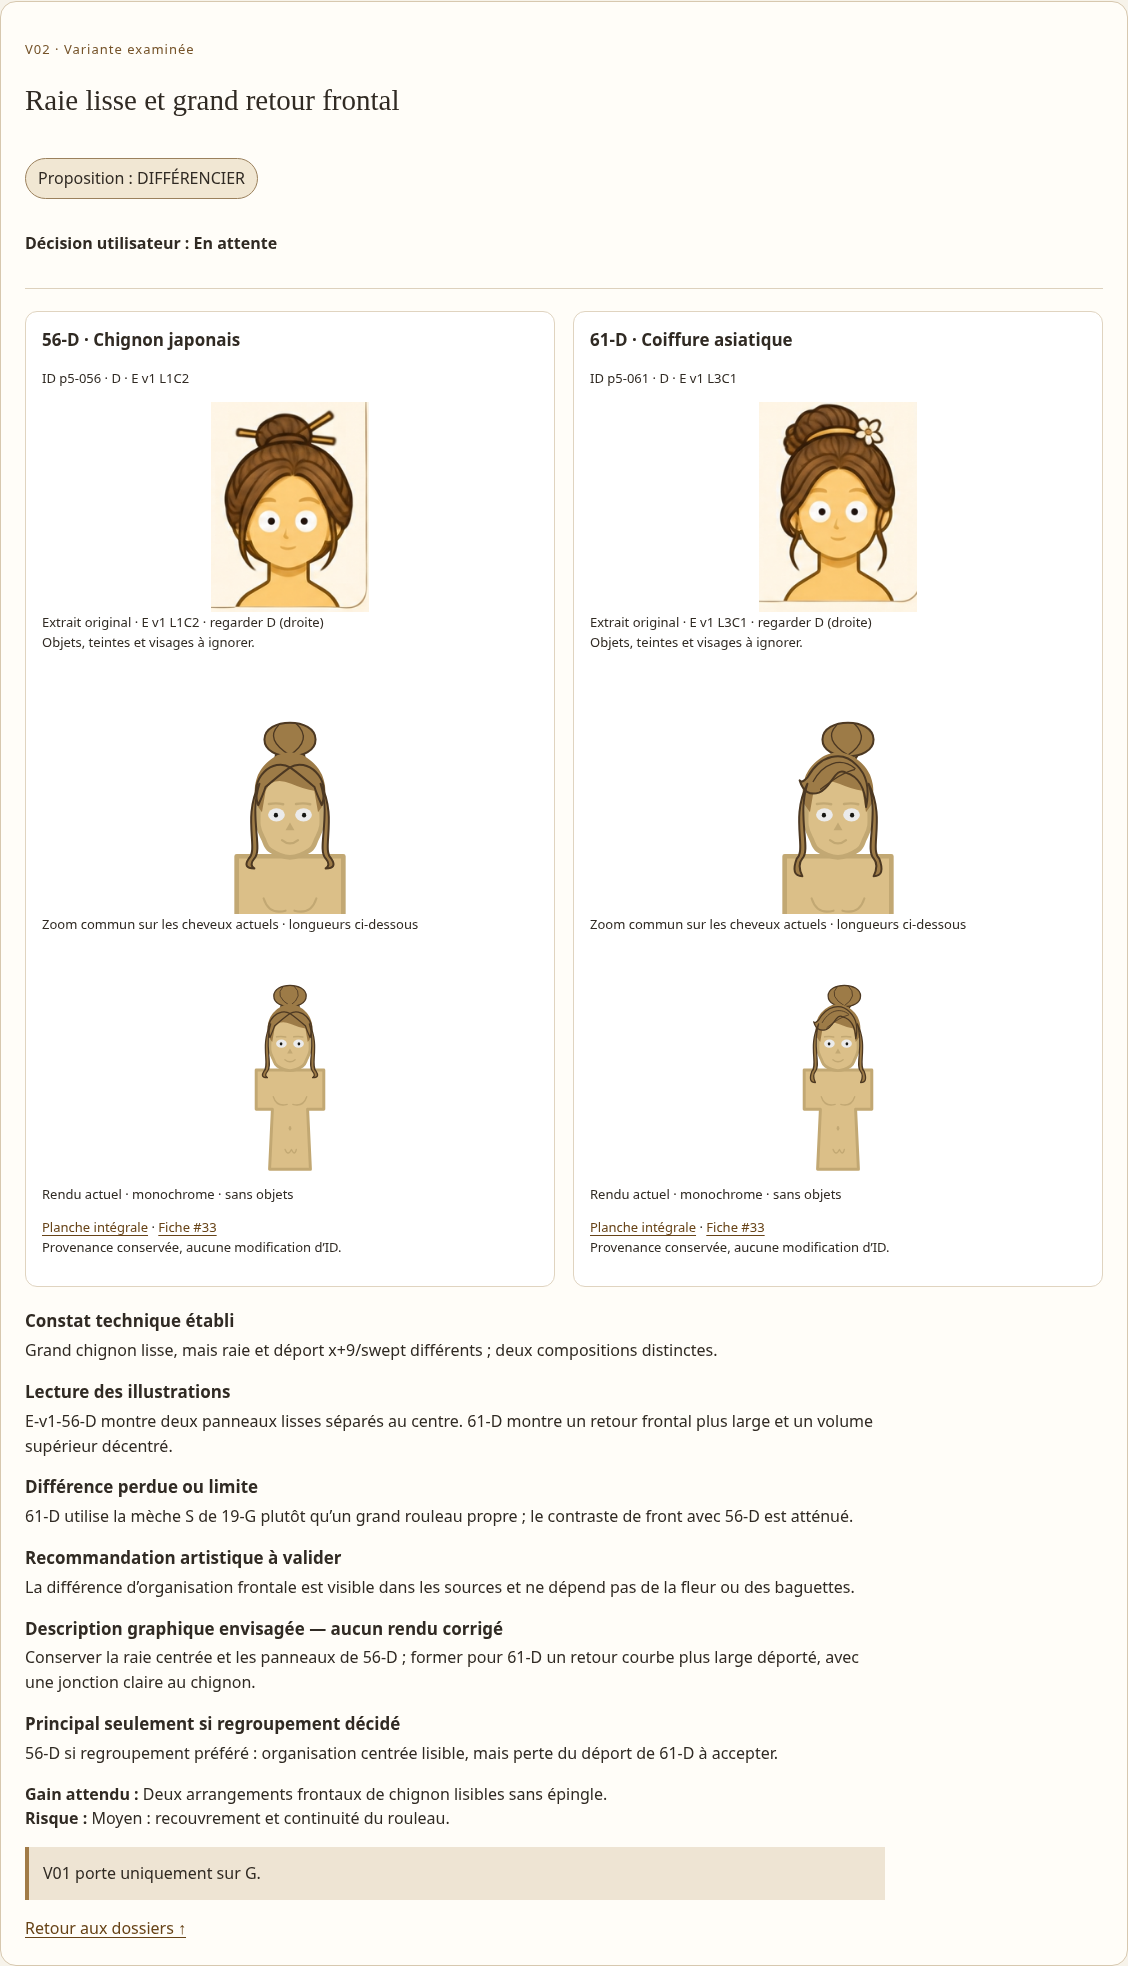 V02 · Variante examinée
Raie lisse et grand retour frontal
Proposition : DIFFÉRENCIER
Décision utilisateur : En attente
56-D · Chignon japonais
ID p5-056 · D · E v1 L1C2
Extrait original · E v1 L1C2 · regarder D (droite)
Objets, teintes et visages à ignorer.
Zoom commun sur les cheveux actuels · longueurs ci-dessous
Rendu actuel · monochrome · sans objets
Planche intégrale · Fiche #33
Provenance conservée, aucune modification d’ID.
61-D · Coiffure asiatique
ID p5-061 · D · E v1 L3C1
Extrait original · E v1 L3C1 · regarder D (droite)
Objets, teintes et visages à ignorer.
Zoom commun sur les cheveux actuels · longueurs ci-dessous
Rendu actuel · monochrome · sans objets
Planche intégrale · Fiche #33
Provenance conservée, aucune modification d’ID.
Constat technique établi
Grand chignon lisse, mais raie et déport x+9/swept différents ; deux compositions distinctes.
Lecture des illustrations
E-v1-56-D montre deux panneaux lisses séparés au centre. 61-D montre un retour frontal plus large et un volume
supérieur décentré.
Différence perdue ou limite
61-D utilise la mèche S de 19-G plutôt qu’un grand rouleau propre ; le contraste de front avec 56-D est atténué.
Recommandation artistique à valider
La différence d’organisation frontale est visible dans les sources et ne dépend pas de la fleur ou des baguettes.
Description graphique envisagée — aucun rendu corrigé
Conserver la raie centrée et les panneaux de 56-D ; former pour 61-D un retour courbe plus large déporté, avec
une jonction claire au chignon.
Principal seulement si regroupement décidé
56-D si regroupement préféré : organisation centrée lisible, mais perte du déport de 61-D à accepter.
Gain attendu : Deux arrangements frontaux de chignon lisibles sans épingle.
Risque : Moyen : recouvrement et continuité du rouleau.
V01 porte uniquement sur G.
Retour aux dossiers ↑